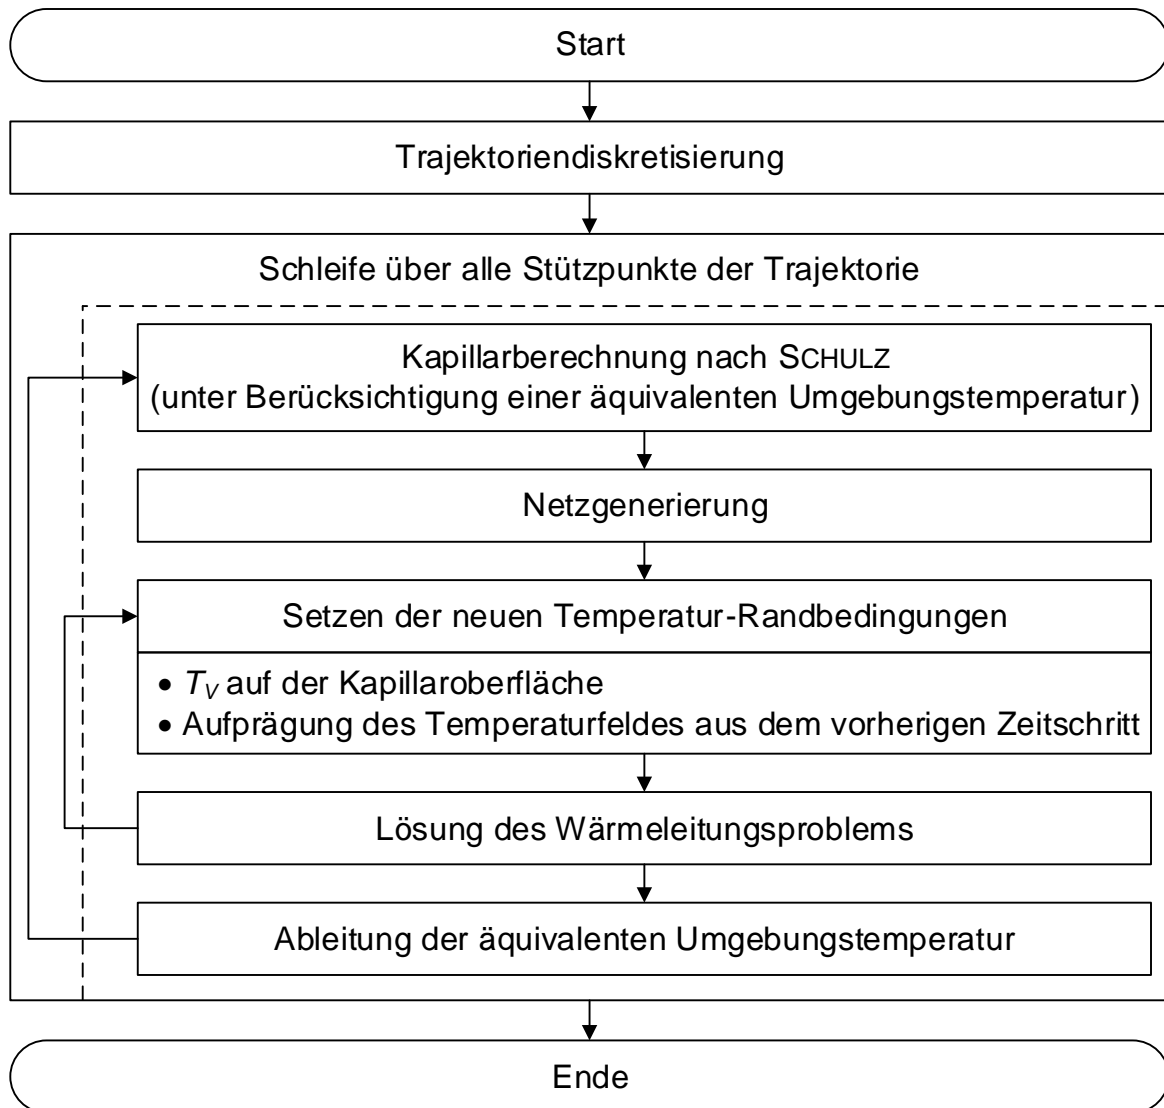 Start
Trajektoriendiskretisierung
Schleife über alle Stützpunkte der Trajektorie
Kapillarberechnung nach SCHULZ
(unter Berücksichtigung einer äquivalenten Umgebungstemperatur)
Netzgenerierung
Setzen der neuen Temperatur-Randbedingungen
• TV auf der Kapillaroberfläche
• Aufprägung des Temperaturfeldes aus dem vorherigen Zeitschritt
Lösung des Wärmeleitungsproblems
Ableitung der äquivalenten Umgebungstemperatur
Ende